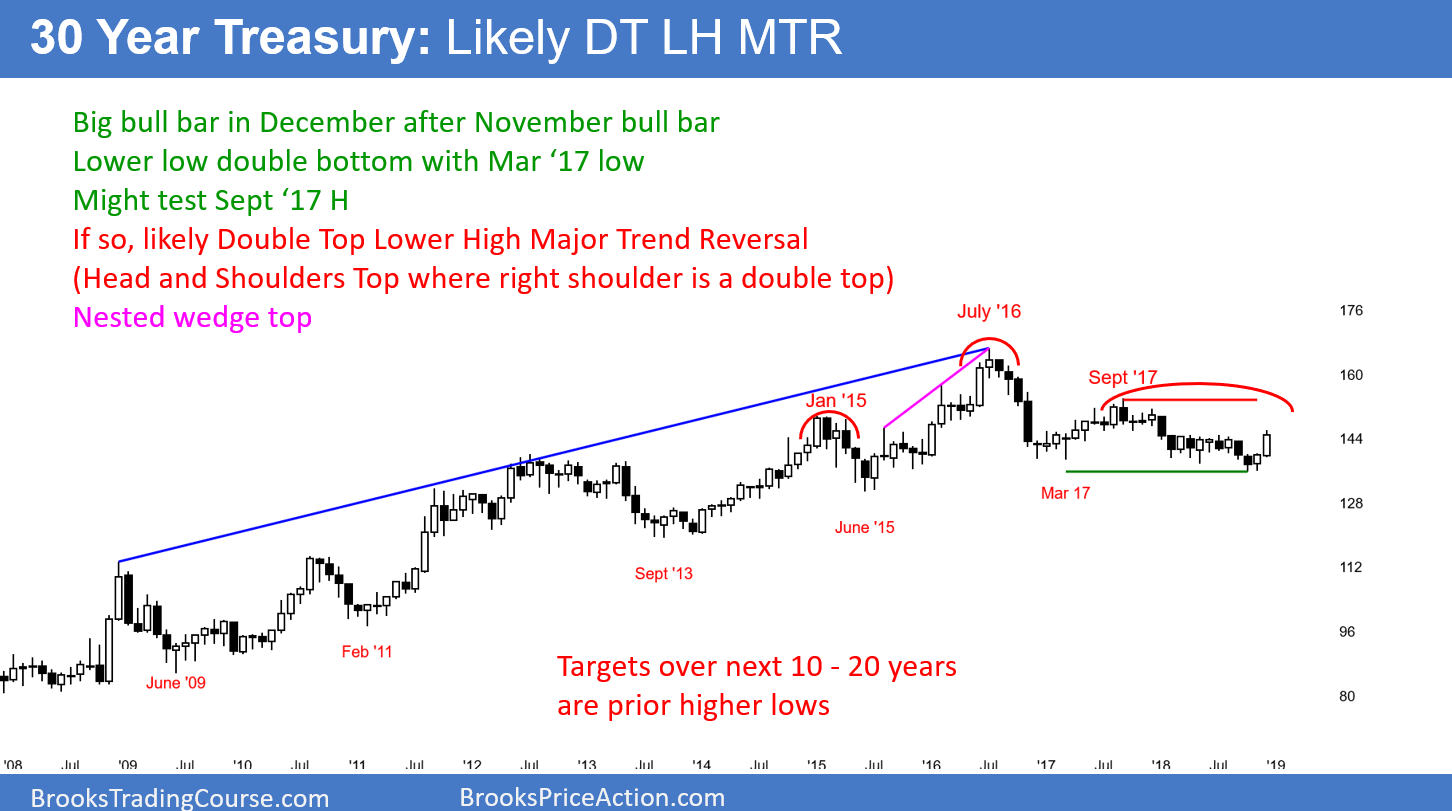 30 Year Treasury: Likely DT LH MTR
Big bull bar in December after November bull bar
Lower low double bottom with Mar ‘17 low
Might test Sept ‘17 H
If so, likely Double Top Lower High Major Trend Reversal
(Head and Shoulders Top where right shoulder is a double top)
Nested wedge top
July '16
176
160
Sept '17
Jan '15
144
Mar 17
128
June '15
112
Sept '13
96
Feb '11
June '09
80
Targets over next 10 - 20 years
are prior higher lows
'08 Jul '09 Jul '10 Jul '11 Jul '12 Jul '13 Jul '14 Jul '15 Jul '16 Jul '17 Jul '18 Jul '19
BrooksTradingCourse.com BrooksPriceAction.com